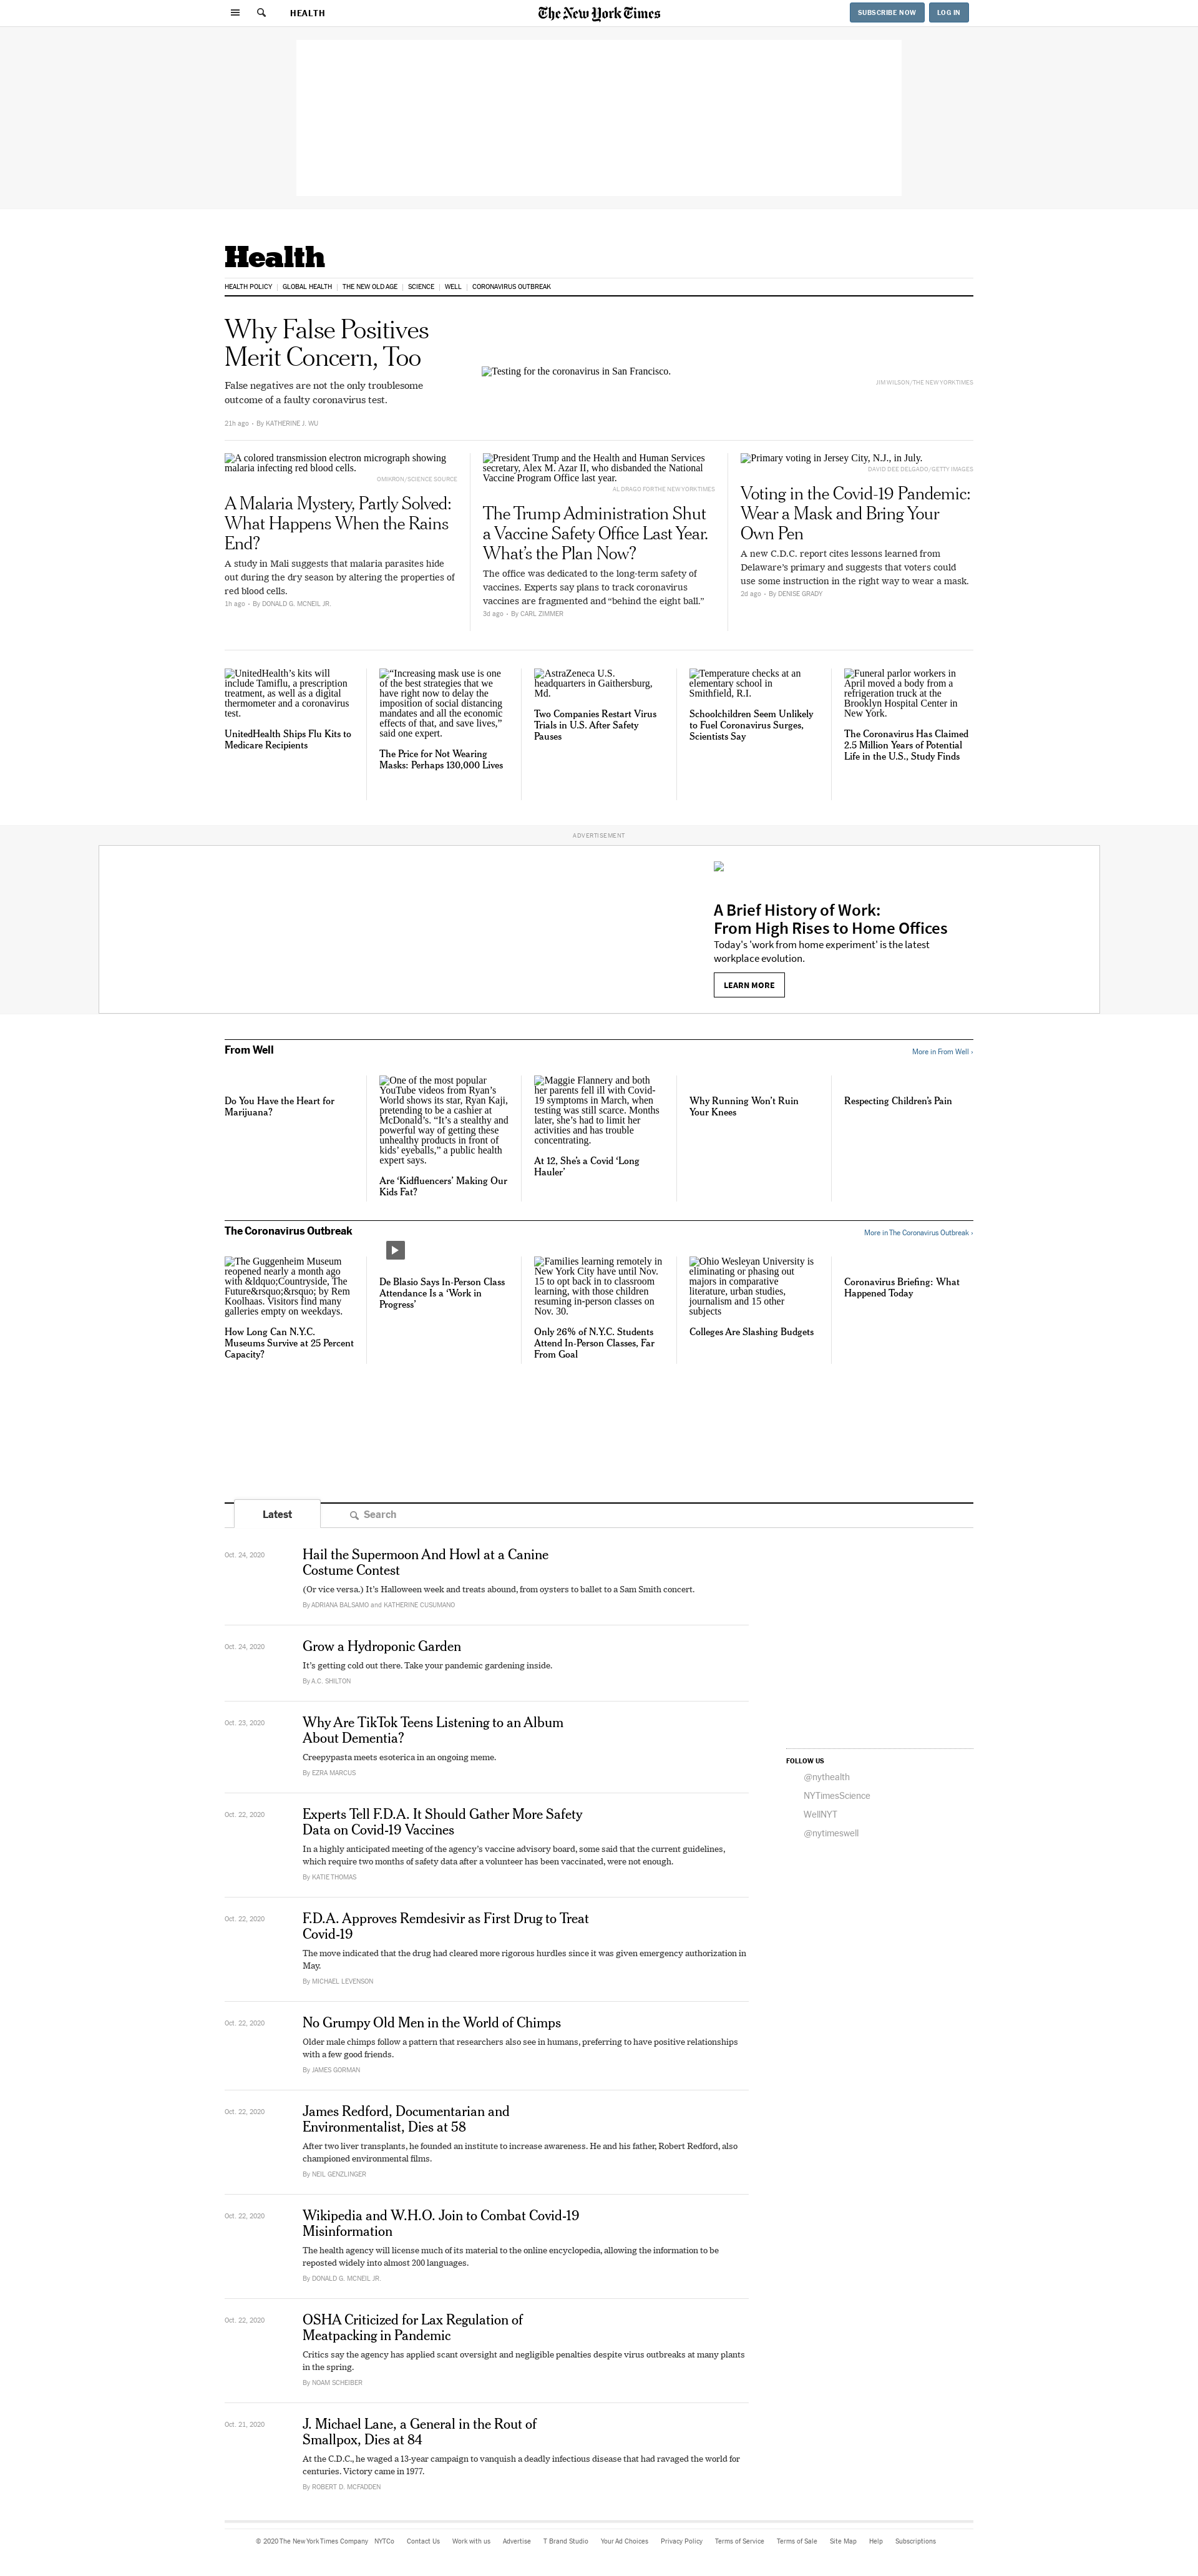 HEALTH
The New York Times
SUBSCRIBE NOW
LOG IN
Health
HEALTH POLICY | GLOBAL HEALTH | THE NEW OLD AGE | SCIENCE | WELL | CORONAVIRUS OUTBREAK
Why False Positives
Merit Concern, Too
False negatives are not the only troublesome
outcome of a faulty coronavirus test.
21h ago • By KATHERINE J. WU
Testing for the coronavirus in San Francisco.
JIM WILSON/THE NEW YORK TIMES
A colored transmission electron micrograph showing
malaria infecting red blood cells.
OMIKRON/SCIENCE SOURCE
A Malaria Mystery, Partly Solved:
What Happens When the Rains
End?
A study in Mali suggests that malaria parasites hide
out during the dry season by altering the properties of
red blood cells.
1h ago • By DONALD G. MCNEIL JR.
President Trump and the Health and Human Services
secretary, Alex M. Azar II, who disbanded the National
Vaccine Program Office last year.
AL DRAGO FOR THE NEW YORK TIMES
The Trump Administration Shut
a Vaccine Safety Office Last Year.
What’s the Plan Now?
The office was dedicated to the long-term safety of
vaccines. Experts say plans to track coronavirus
vaccines are fragmented and “behind the eight ball.”
3d ago • By CARL ZIMMER
Primary voting in Jersey City, N.J., in July.
DAVID DEE DELGADO/GETTY IMAGES
Voting in the Covid-19 Pandemic:
Wear a Mask and Bring Your
Own Pen
A new C.D.C. report cites lessons learned from
Delaware’s primary and suggests that voters could
use some instruction in the right way to wear a mask.
2d ago • By DENISE GRADY
UnitedHealth’s kits will
include Tamiflu, a prescription
treatment, as well as a digital
thermometer and a coronavirus
test.
UnitedHealth Ships Flu Kits to
Medicare Recipients
“Increasing mask use is one
of the best strategies that we
have right now to delay the
imposition of social distancing
mandates and all the economic
effects of that, and save lives,”
said one expert.
The Price for Not Wearing
Masks: Perhaps 130,000 Lives
AstraZeneca U.S.
headquarters in Gaithersburg,
Md.
Two Companies Restart Virus
Trials in U.S. After Safety
Pauses
Temperature checks at an
elementary school in
Smithfield, R.I.
Schoolchildren Seem Unlikely
to Fuel Coronavirus Surges,
Scientists Say
Funeral parlor workers in
April moved a body from a
refrigeration truck at the
Brooklyn Hospital Center in
New York.
The Coronavirus Has Claimed
2.5 Million Years of Potential
Life in the U.S., Study Finds
ADVERTISEMENT
A Brief History of Work:
From High Rises to Home Offices
Today's 'work from home experiment' is the latest
workplace evolution.
LEARN MORE
From Well
More in From Well ›
Do You Have the Heart for
Marijuana?
One of the most popular
YouTube videos from Ryan’s
World shows its star, Ryan Kaji,
pretending to be a cashier at
McDonald’s. “It’s a stealthy and
powerful way of getting these
unhealthy products in front of
kids’ eyeballs,” a public health
expert says.
Are ‘Kidfluencers’ Making Our
Kids Fat?
Maggie Flannery and both
her parents fell ill with Covid-
19 symptoms in March, when
testing was still scarce. Months
later, she’s had to limit her
activities and has trouble
concentrating.
At 12, She’s a Covid ‘Long
Hauler’
Why Running Won’t Ruin
Your Knees
Respecting Children’s Pain
The Coronavirus Outbreak
More in The Coronavirus Outbreak ›
The Guggenheim Museum
reopened nearly a month ago
with &ldquo;Countryside, The
Future&rsquo;&rsquo; by Rem
Koolhaas. Visitors find many
galleries empty on weekdays.
How Long Can N.Y.C.
Museums Survive at 25 Percent
Capacity?
De Blasio Says In-Person Class
Attendance Is a ‘Work in
Progress’
Families learning remotely in
New York City have until Nov.
15 to opt back in to classroom
learning, with those children
resuming in-person classes on
Nov. 30.
Only 26% of N.Y.C. Students
Attend In-Person Classes, Far
From Goal
Ohio Wesleyan University is
eliminating or phasing out
majors in comparative
literature, urban studies,
journalism and 15 other
subjects
Colleges Are Slashing Budgets
Coronavirus Briefing: What
Happened Today
Latest
Search
Oct. 24, 2020
Hail the Supermoon And Howl at a Canine
Costume Contest
(Or vice versa.) It’s Halloween week and treats abound, from oysters to ballet to a Sam Smith concert.
By ADRIANA BALSAMO and KATHERINE CUSUMANO
Oct. 24, 2020
Grow a Hydroponic Garden
It’s getting cold out there. Take your pandemic gardening inside.
By A.C. SHILTON
Oct. 23, 2020
Why Are TikTok Teens Listening to an Album
About Dementia?
Creepypasta meets esoterica in an ongoing meme.
By EZRA MARCUS
FOLLOW US
@nythealth
NYTimesScience
WellNYT
@nytimeswell
Oct. 22, 2020
Experts Tell F.D.A. It Should Gather More Safety
Data on Covid-19 Vaccines
In a highly anticipated meeting of the agency’s vaccine advisory board, some said that the current guidelines,
which require two months of safety data after a volunteer has been vaccinated, were not enough.
By KATIE THOMAS
Oct. 22, 2020
F.D.A. Approves Remdesivir as First Drug to Treat
Covid-19
The move indicated that the drug had cleared more rigorous hurdles since it was given emergency authorization in
May.
By MICHAEL LEVENSON
Oct. 22, 2020
No Grumpy Old Men in the World of Chimps
Older male chimps follow a pattern that researchers also see in humans, preferring to have positive relationships
with a few good friends.
By JAMES GORMAN
Oct. 22, 2020
James Redford, Documentarian and
Environmentalist, Dies at 58
After two liver transplants, he founded an institute to increase awareness. He and his father, Robert Redford, also
championed environmental films.
By NEIL GENZLINGER
Oct. 22, 2020
Wikipedia and W.H.O. Join to Combat Covid-19
Misinformation
The health agency will license much of its material to the online encyclopedia, allowing the information to be
reposted widely into almost 200 languages.
By DONALD G. MCNEIL JR.
Oct. 22, 2020
OSHA Criticized for Lax Regulation of
Meatpacking in Pandemic
Critics say the agency has applied scant oversight and negligible penalties despite virus outbreaks at many plants
in the spring.
By NOAM SCHEIBER
Oct. 21, 2020
J. Michael Lane, a General in the Rout of
Smallpox, Dies at 84
At the C.D.C., he waged a 13-year campaign to vanquish a deadly infectious disease that had ravaged the world for
centuries. Victory came in 1977.
By ROBERT D. MCFADDEN
© 2020 The New York Times Company NYTCo Contact Us Work with us Advertise T Brand Studio Your Ad Choices Privacy Policy Terms of Service Terms of Sale Site Map Help Subscriptions